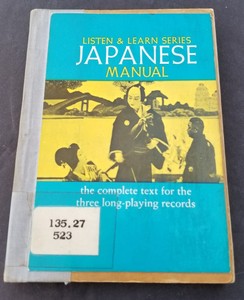 LISTEN & LEARN SERIES
JAPANESE
MANUAL
the complete text for the
three long-playing records
135.27
523